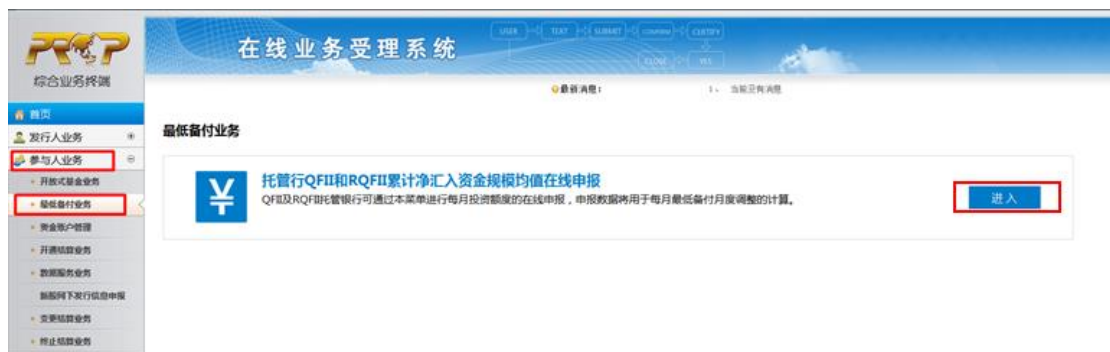 PROP
综合业务终端
在线业务受理系统
USER
TEXT
SUBMIT
CONFIRM
CERTIFY
CLOSE
YES
最新消息:
1、 当前没有消息
首页
发行人业务
参与人业务
开放式基金业务
最低备付业务
资金账户管理
开通结算业务
数据服务业务
新股网下发行信息申报
变更结算业务
终止结算业务
最低备付业务
托管行QFII和RQFII累计净汇入资金规模均值在线申报
QFII及RQFII托管银行可通过本菜单进行每月投资额度的在线申报，申报数据将用于每月最低备付月度调整的计算。
进入